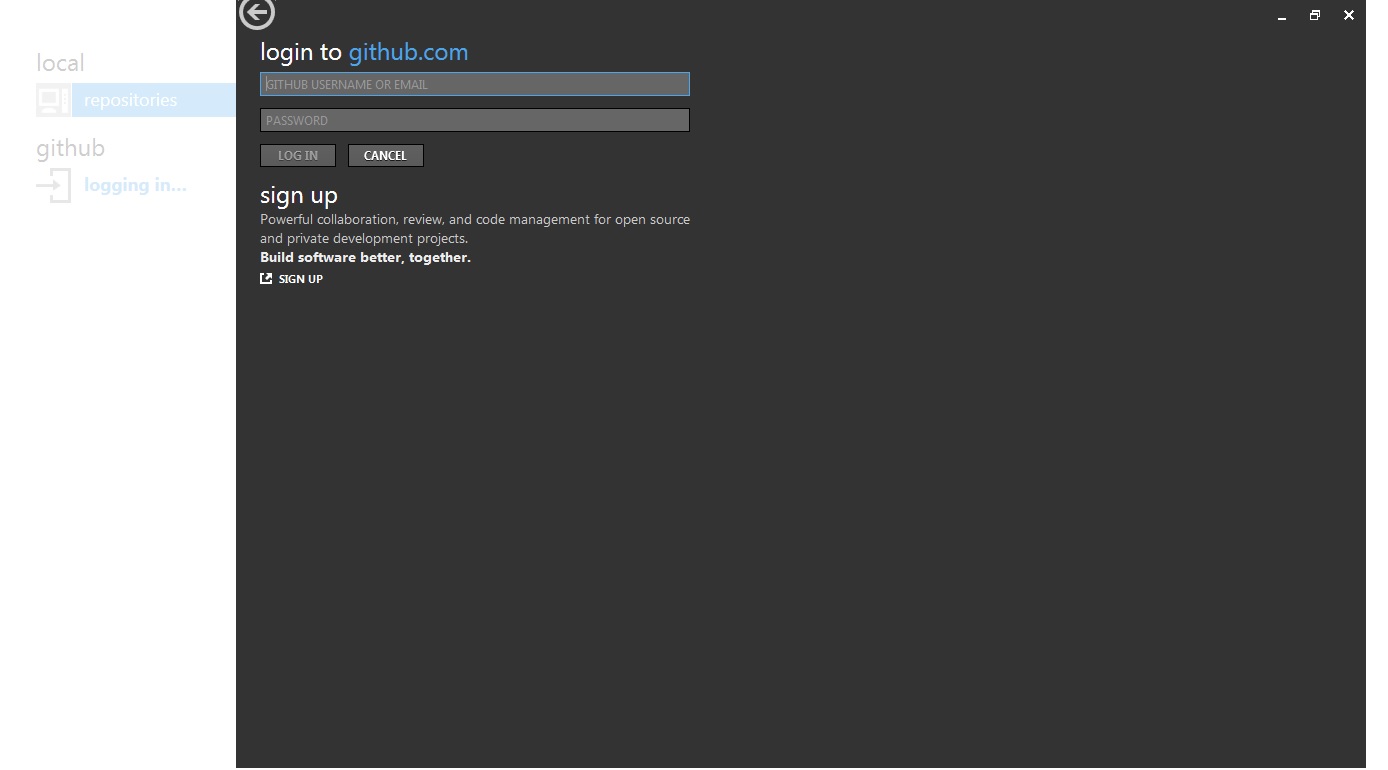 local
repositories
github
logging in...
login to github.com
GITHUB USERNAME OR EMAIL
PASSWORD
LOG IN
CANCEL
sign up
Powerful collaboration, review, and code management for open source
and private development projects.
Build software better, together.
SIGN UP